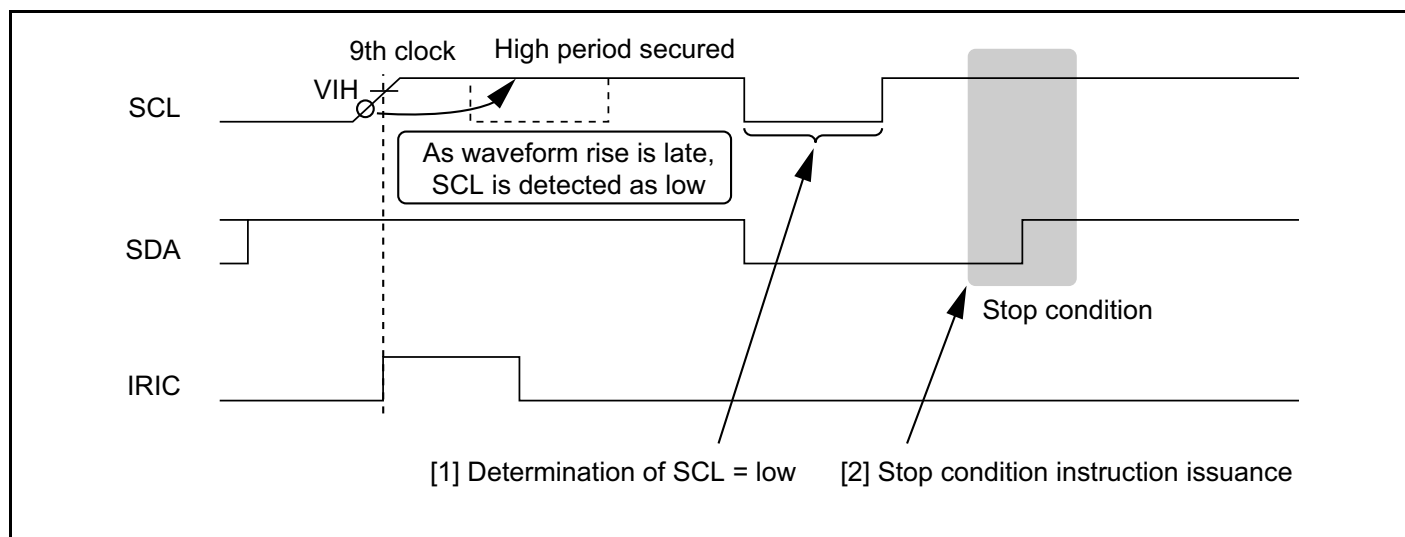 9th clock
High period secured
VIH
SCL
As waveform rise is late,
SCL is detected as low
SDA
Stop condition
IRIC
[1] Determination of SCL = low
[2] Stop condition instruction issuance